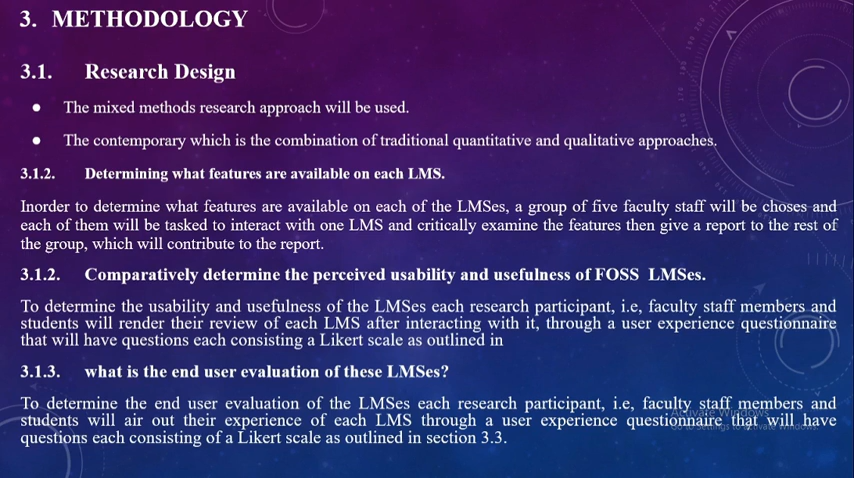 3. METHODOLOGY
3.1. Research Design
● The mixed methods research approach will be used.
● The contemporary which is the combination of traditional quantitative and qualitative approaches.
3.1.2. Determining what features are available on each LMS.
Inorder to determine what features are available on each of the LMSes, a group of five faculty staff will be choses and
each of them will be tasked to interact with one LMS and critically examine the features then give a report to the rest of
the group, which will contribute to the report.
3.1.2. Comparatively determine the perceived usability and usefulness of FOSS LMSes.
To determine the usability and usefulness of the LMSes each research participant, i.e, faculty staff members and
students will render their review of each LMS after interacting with it, through a user experience questionnaire
that will have questions each consisting a Likert scale as outlined in
3.1.3. what is the end user evaluation of these LMSes?
To determine the end user evaluation of the LMSes each research participant, i.e, faculty staff members and
students will air out their experience of each LMS through a user experience questionnaire that will have
questions each consisting of a Likert scale as outlined in section 3.3.
Activate Windows
Go to Settings to activate Windows.